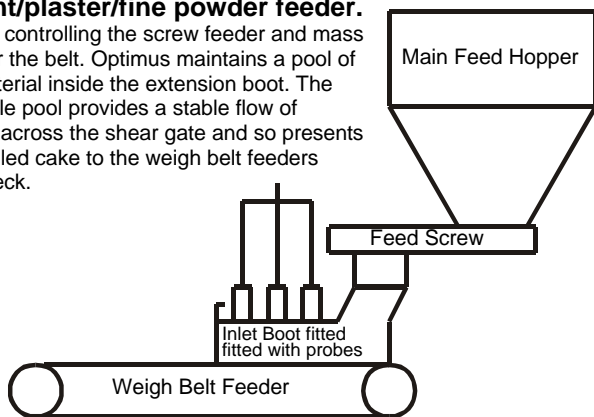 nt/plaster/fine powder feeder.
controlling the screw feeder and mass
r the belt. Optimus maintains a pool of
terial inside the extension boot. The
le pool provides a stable flow of
across the shear gate and so presents
lled cake to the weigh belt feeders
eck.
Main Feed Hopper
Feed Screw
Inlet Boot fitted
fitted with probes
Weigh Belt Feeder